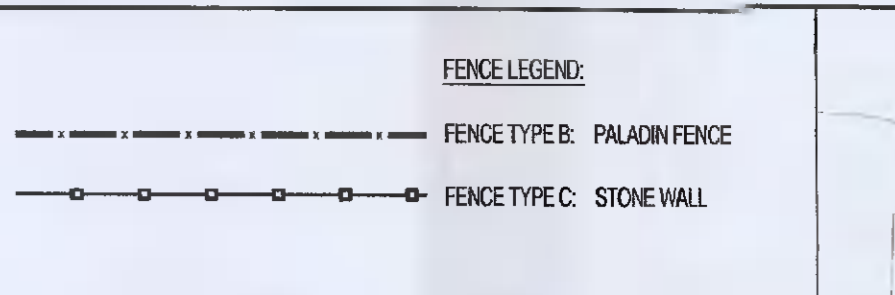 FENCE LEGEND:
FENCE TYPE B: PALADIN FENCE
FENCE TYPE C: STONE WALL